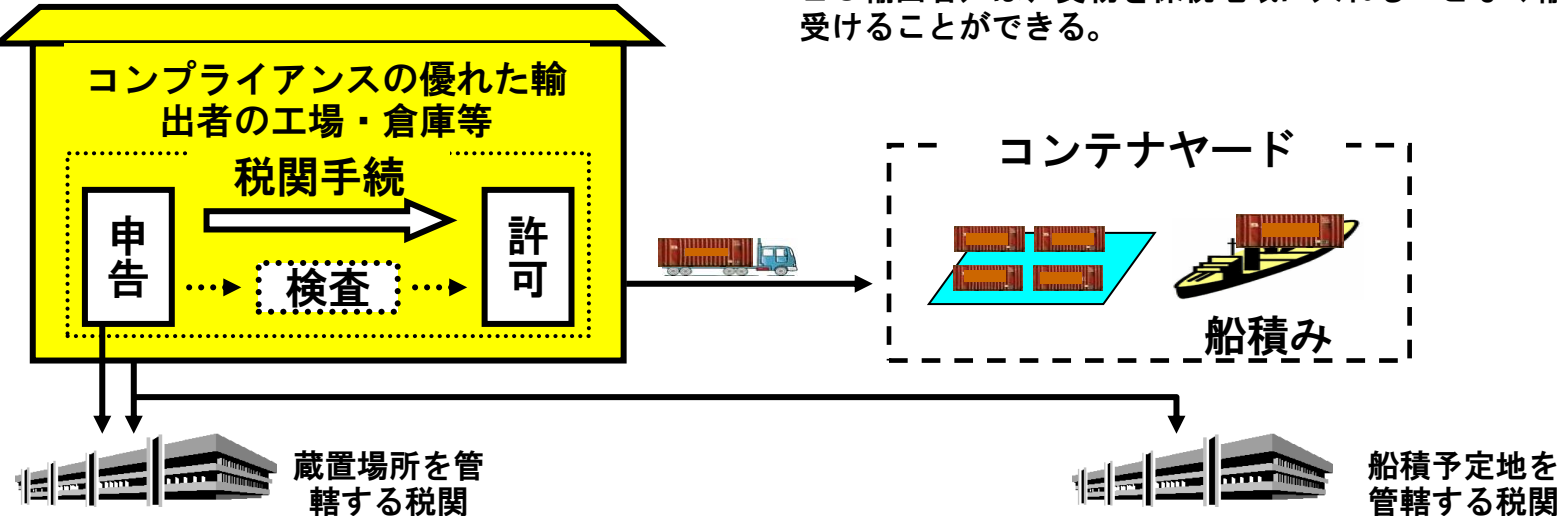 受けることができる。
コンプライアンスの優れた輸
出者の工場・倉庫等
税関手続
申告
検査
許可
コンテナヤード
船積み
蔵置場所を管
轄する税関
船積予定地を
管轄する税関